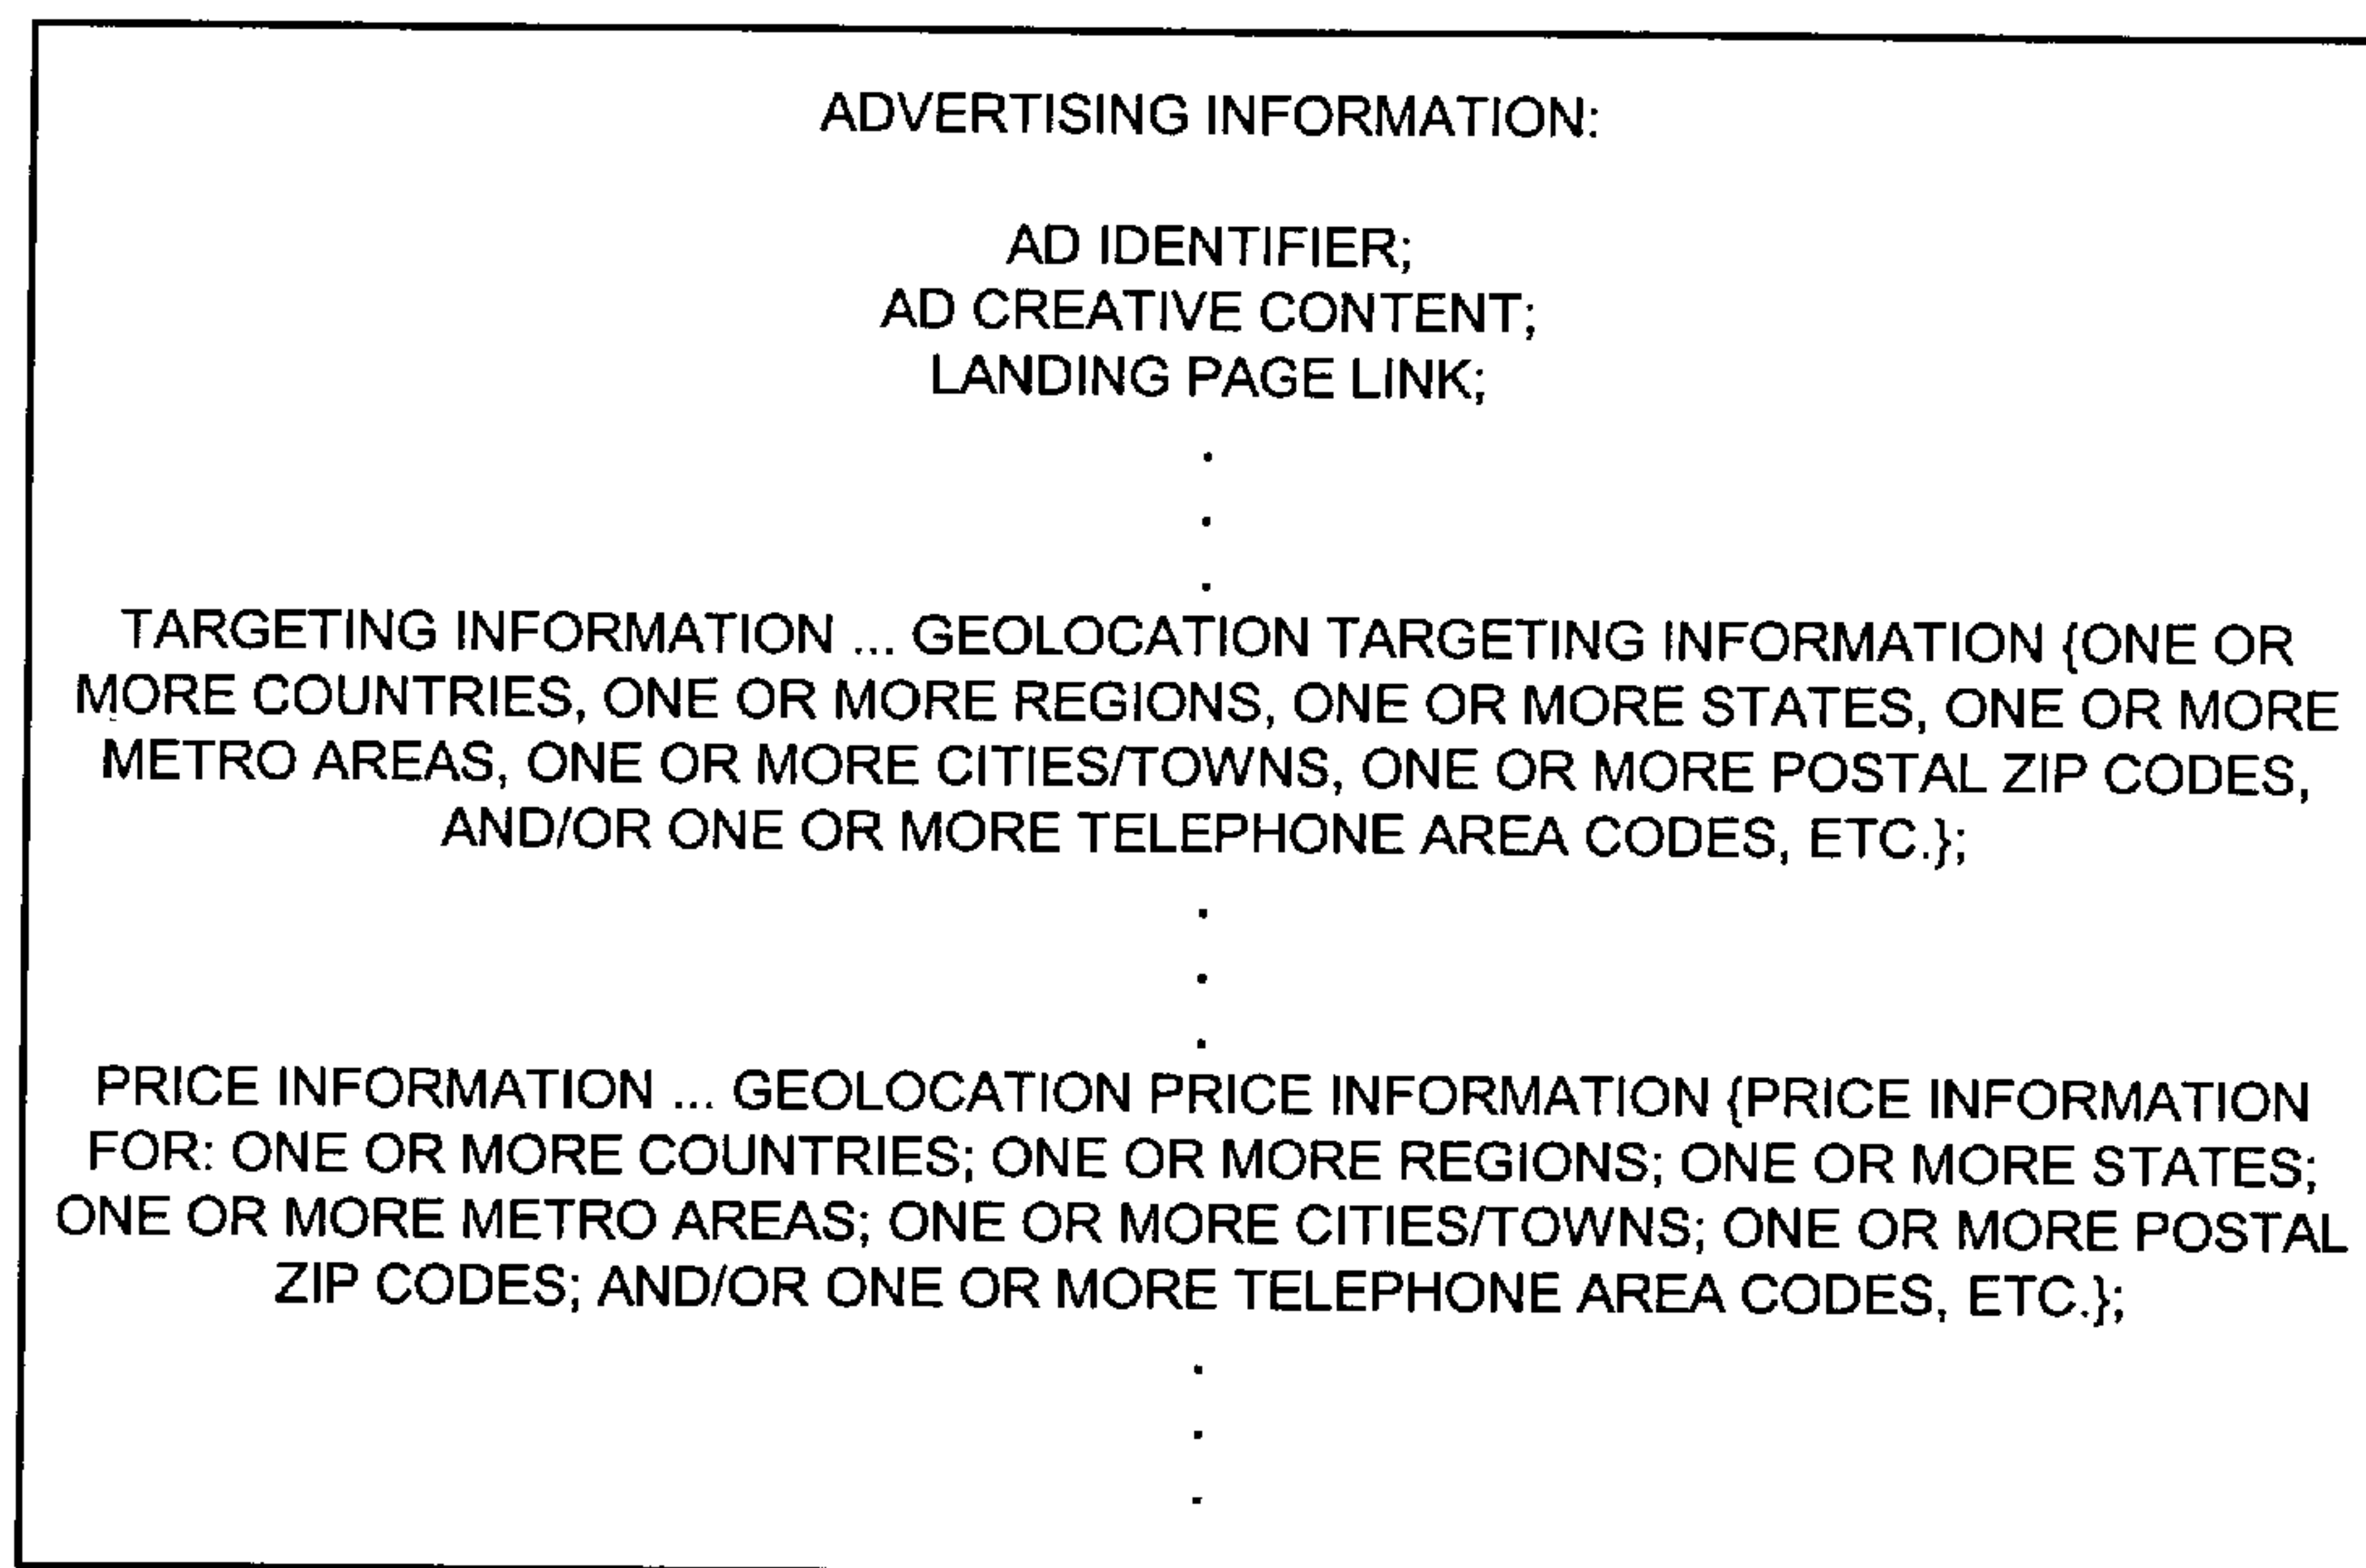 ADVERTISING INFORMATION:
AD IDENTIFIER;
AD CREATIVE CONTENT;
LANDING PAGE LINK;
.
.
.
TARGETING INFORMATION ... GEOLOCATION TARGETING INFORMATION {ONE OR
MORE COUNTRIES, ONE OR MORE REGIONS, ONE OR MORE STATES, ONE OR MORE
METRO AREAS, ONE OR MORE CITIES/TOWNS, ONE OR MORE POSTAL ZIP CODES,
AND/OR ONE OR MORE TELEPHONE AREA CODES, ETC.};
.
.
.
PRICE INFORMATION ... GEOLOCATION PRICE INFORMATION {PRICE INFORMATION
FOR: ONE OR MORE COUNTRIES; ONE OR MORE REGIONS; ONE OR MORE STATES;
ONE OR MORE METRO AREAS; ONE OR MORE CITIES/TOWNS; ONE OR MORE POSTAL
ZIP CODES; AND/OR ONE OR MORE TELEPHONE AREA CODES, ETC.};
.
.
.